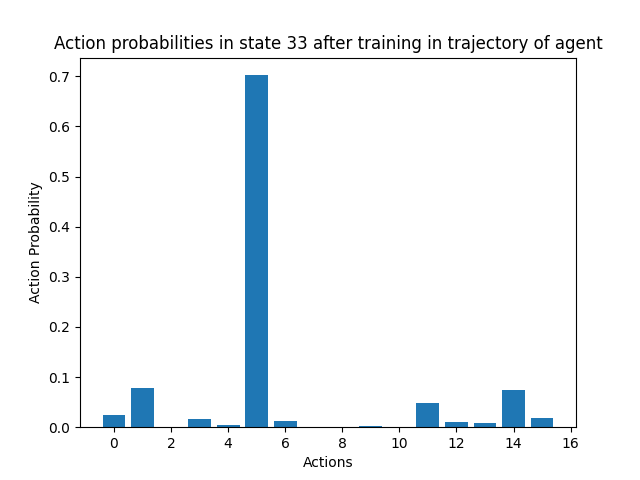 Action probabilities in state 33 after training in trajectory of agent
0.7
0.6
0.5
0.4
0.3
0.2
0.1
0.0
Action Probability
0 2 4 6 8 10 12 14 16
Actions